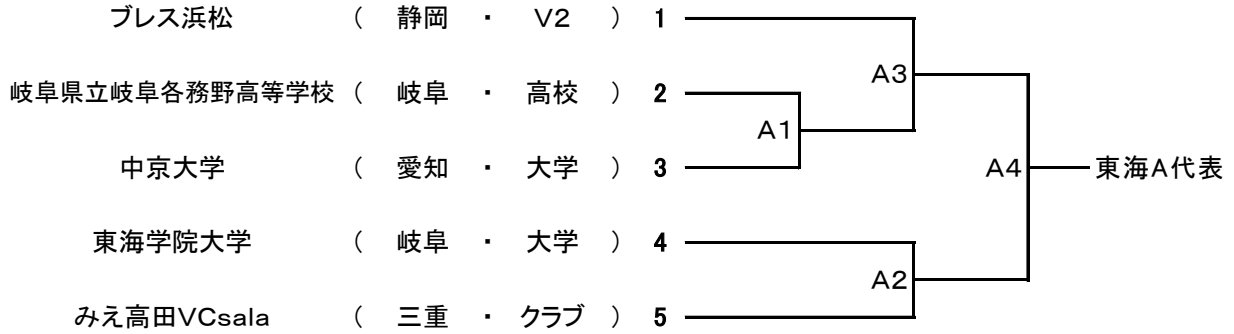 ブレス浜松 ( 静岡 ・ V2 ) 1
A3
岐阜県立岐阜各務野高等学校 ( 岐阜 ・ 高校 ) 2
A1
中京大学 ( 愛知 ・ 大学 ) 3
A4 東海A代表
東海学院大学 ( 岐阜 ・ 大学 ) 4
A2
みえ高田VCsala ( 三重 ・ クラブ ) 5